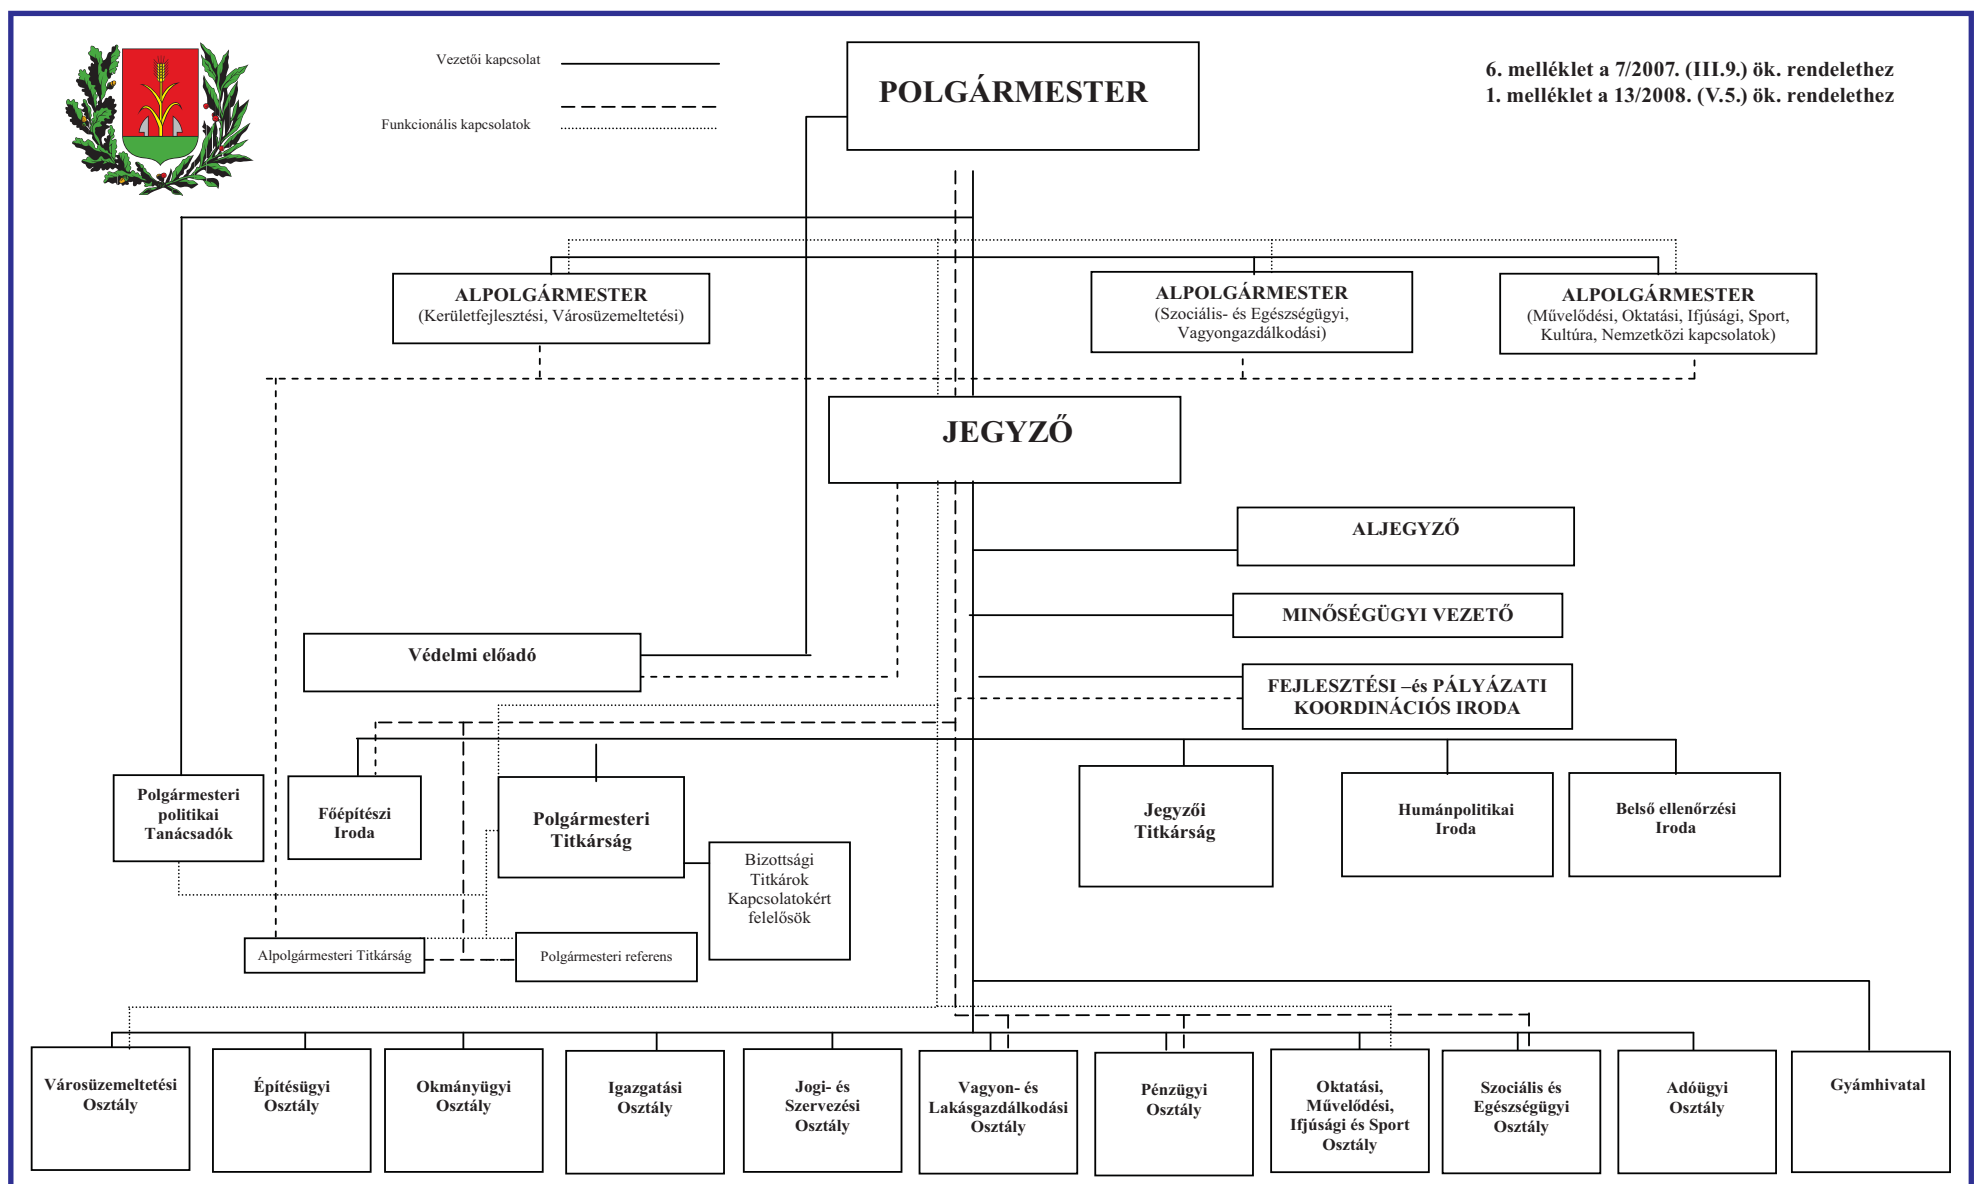 Vezetői kapcsolat
Funkcionális kapcsolatok
POLGÁRMESTER
6. melléklet a 7/2007. (III.9.) ök. rendelethez
1. melléklet a 13/2008. (V.5.) ök. rendelethez
ALPOLGÁRMESTER
(Kerületfejlesztési, Városüzemeltetési)
ALPOLGÁRMESTER
(Szociális- és Egészségügyi,
Vagyongazdálkodási)
ALPOLGÁRMESTER
(Művelődési, Oktatási, Ifjúsági, Sport,
Kultúra, Nemzetközi kapcsolatok)
JEGYZŐ
ALJEGYZŐ
MINŐSÉGÜGYI VEZETŐ
Védelmi előadó
FEJLESZTÉSI –és PÁLYÁZATI
KOORDINÁCIÓS IRODA
Polgármesteri
politikai
Tanácsadók
Főépítészi
Iroda
Polgármesteri
Titkárság
Bizottsági
Titkárok
Kapcsolatokért
felelősök
Jegyzői
Titkárság
Humánpolitikai
Iroda
Belső ellenőrzési
Iroda
Alpolgármesteri Titkárság
Polgármesteri referens
Városüzemeltetési
Osztály
Építésügyi
Osztály
Okmányügyi
Osztály
Igazgatási
Osztály
Jogi- és
Szervezési
Osztály
Vagyon- és
Lakásgazdálkodási
Osztály
Pénzügyi
Osztály
Oktatási,
Művelődési,
Ifjúsági és Sport
Osztály
Szociális és
Egészségügyi
Osztály
Adóügyi
Osztály
Gyámhivatal